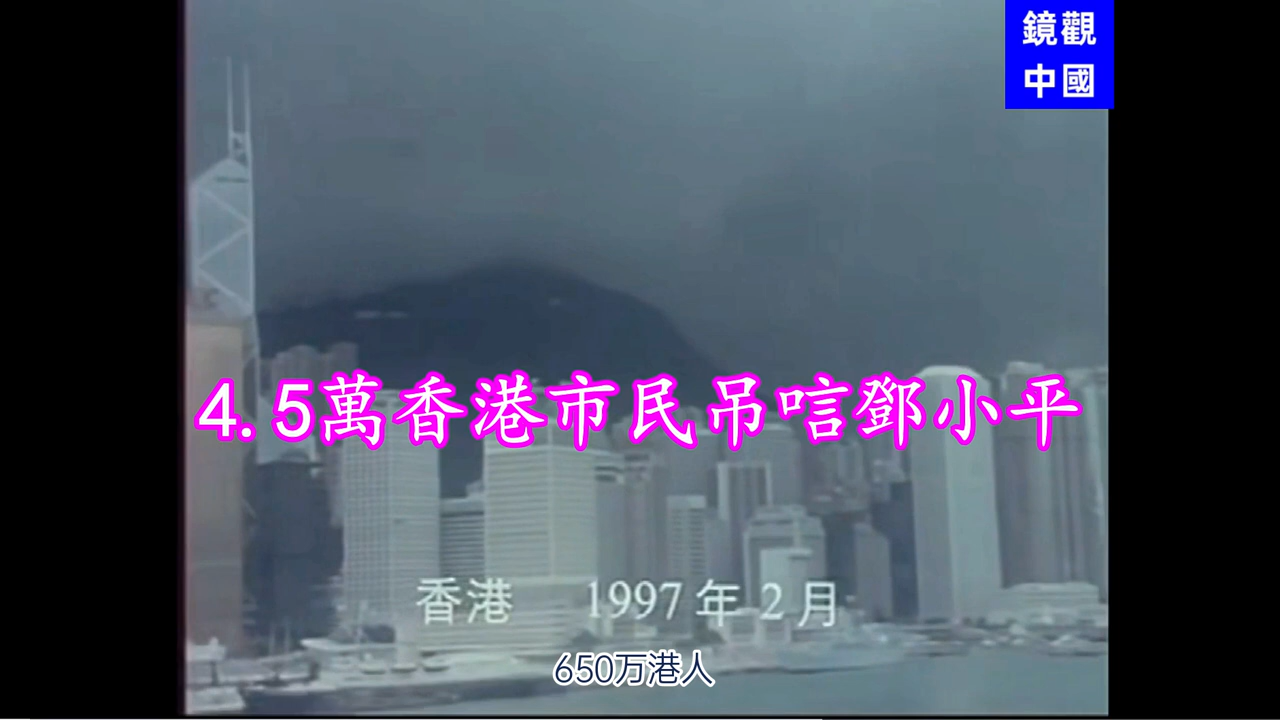 鏡觀
中國
4.5萬香港市民吊唁鄧小平
香港 1997年2月
650万港人